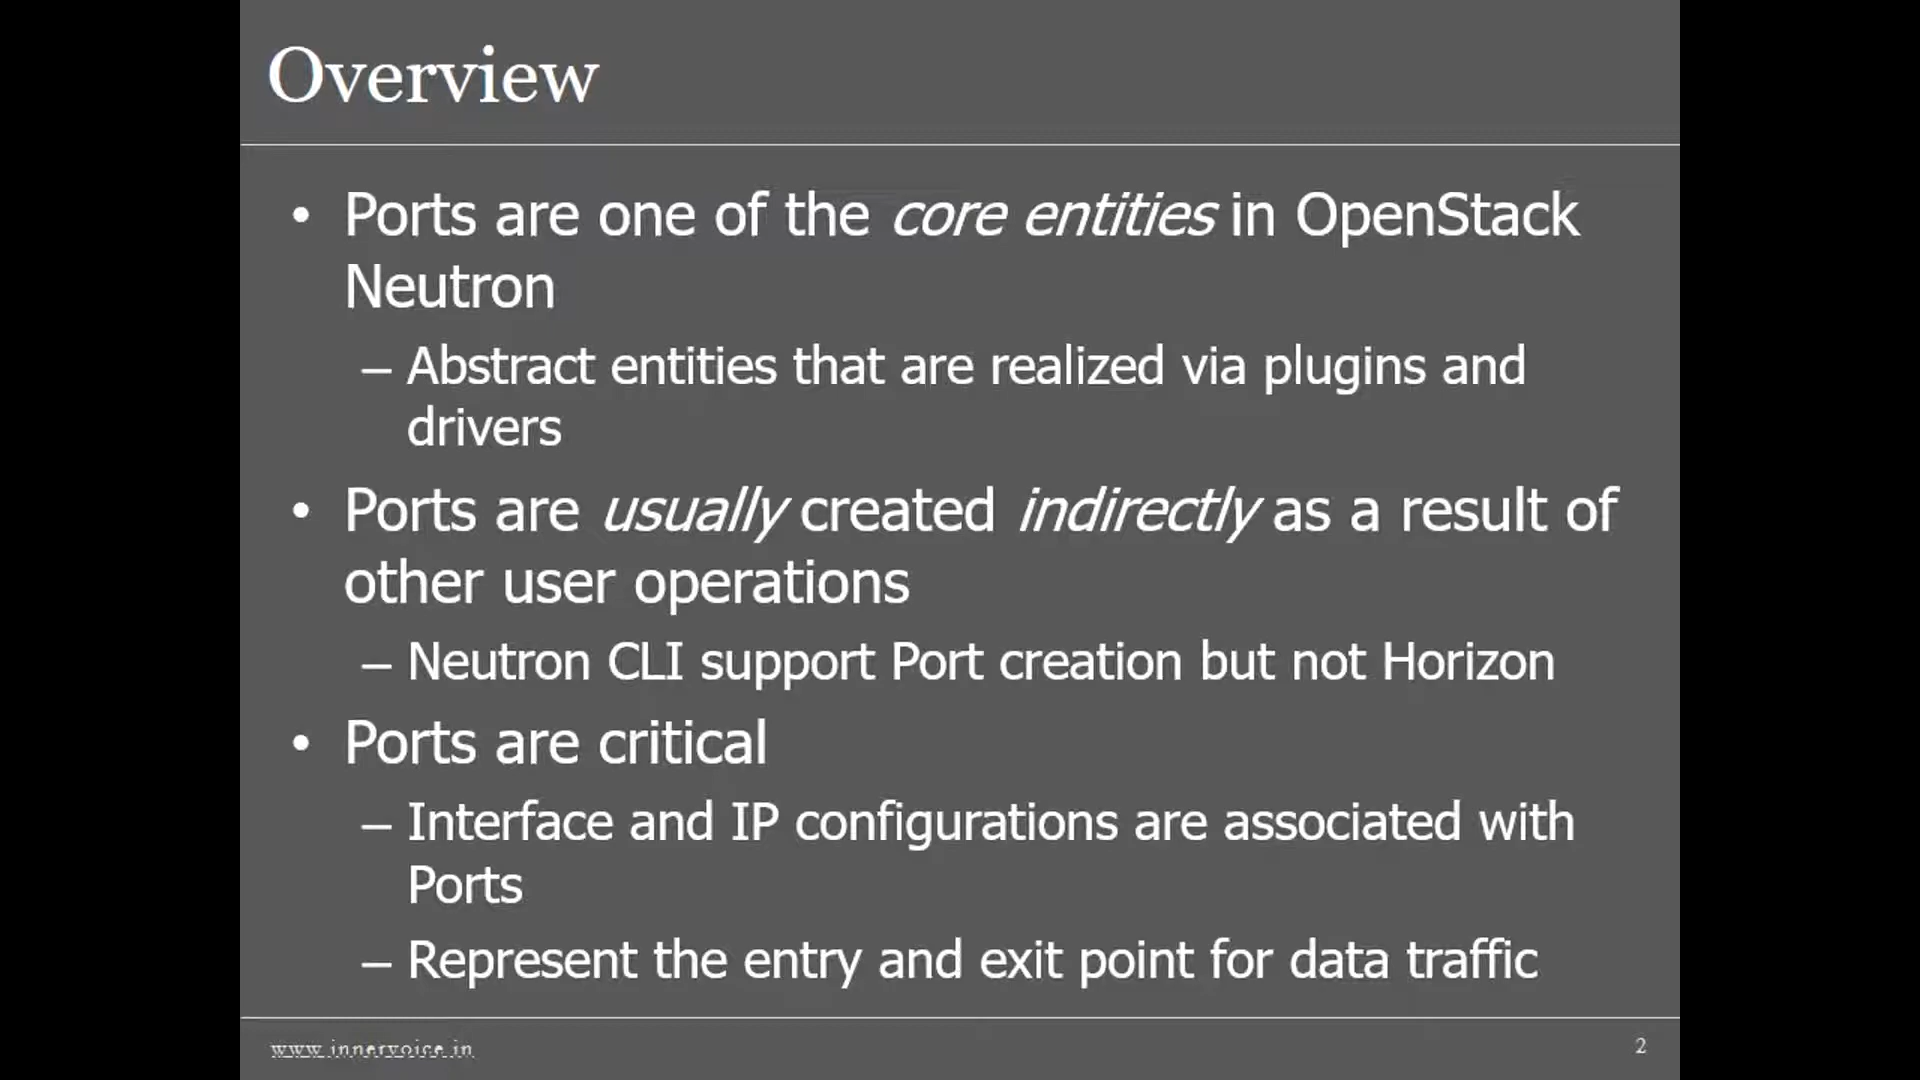 Overview
• Ports are one of the core entities in OpenStack
Neutron
– Abstract entities that are realized via plugins and
drivers
• Ports are usually created indirectly as a result of
other user operations
– Neutron CLI support Port creation but not Horizon
• Ports are critical
– Interface and IP configurations are associated with
Ports
– Represent the entry and exit point for data traffic
www.innervoice.in
2